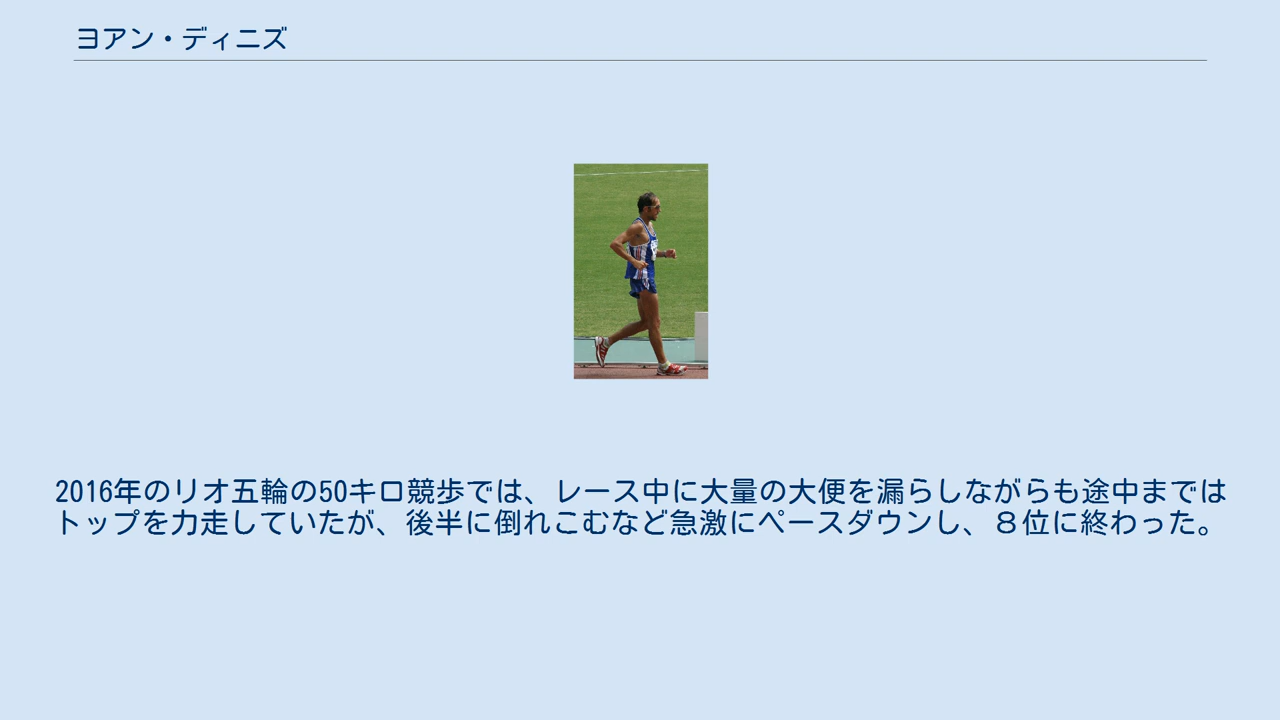 ヨアン・ディニズ
2016年のリオ五輪の50キロ競歩では、レース中に大量の大便を漏らしながらも途中までは
トップを力走していたが、後半に倒れこむなど急激にペースダウンし、８位に終わった。